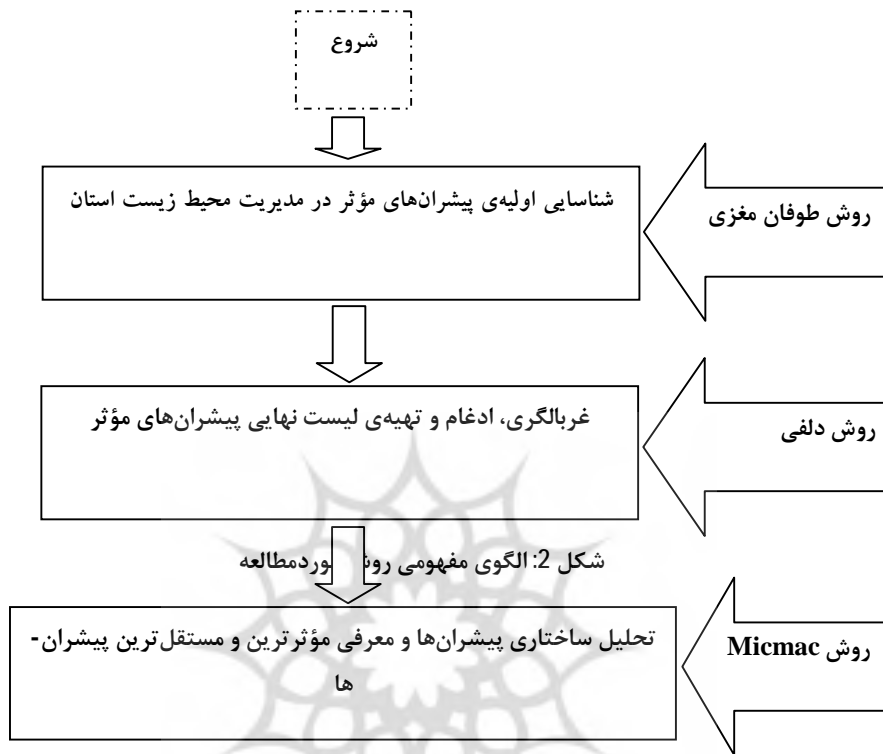 شروع
شناسایی اولیه‌ی پیشران‌های مؤثر در مدیریت محیط زیست استان
روش طوفان مغزی
غربالگری، ادغام و تهیه‌ی لیست نهایی پیشران‌های مؤثر
روش دلفی
شکل 2: الگوی مفهومی روش موردمطالعه
تحلیل ساختاری پیشران‌ها و معرفی مؤثرترین و مستقل‌ترین پیشران-
ها
روش Micmac